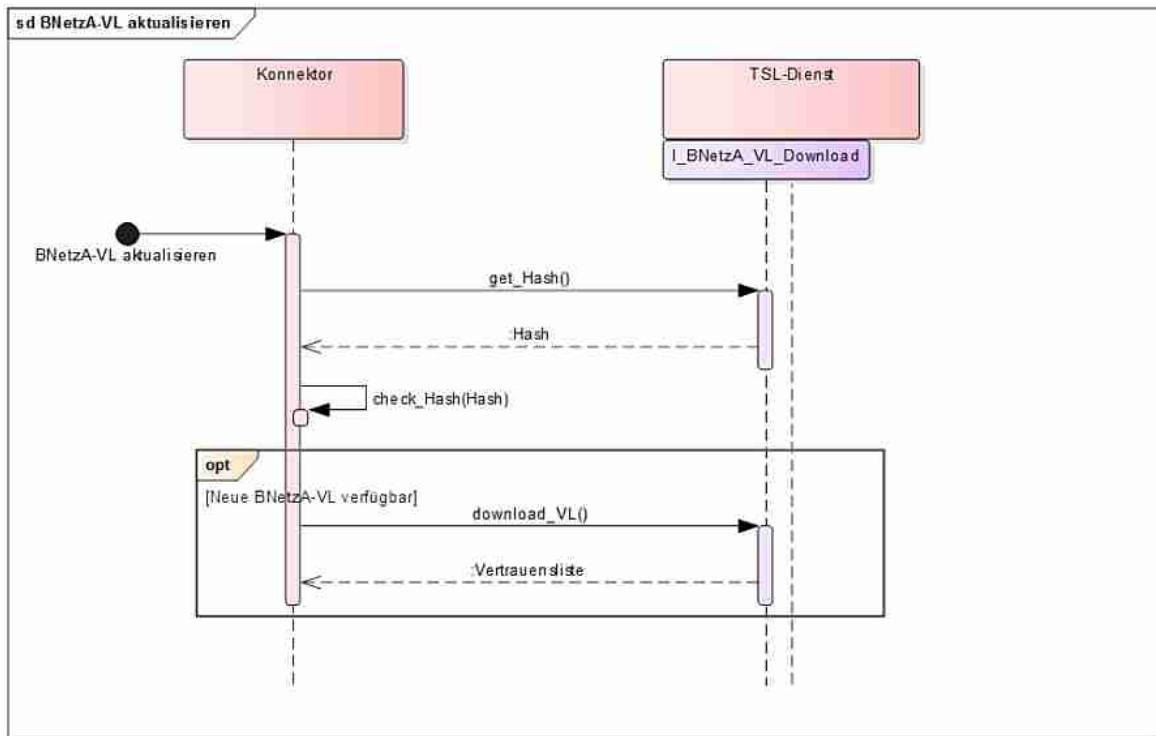 sd BNetzA-VL aktualisieren
Konnektor
TSL-Dienst
I_BNetzA_VL_Download
BNetzA-VL aktualisieren
get_Hash()
:Hash
check_Hash(Hash)
opt
[Neue BNetzA-VL verfügbar]
download_VL()
:Vertrauensliste